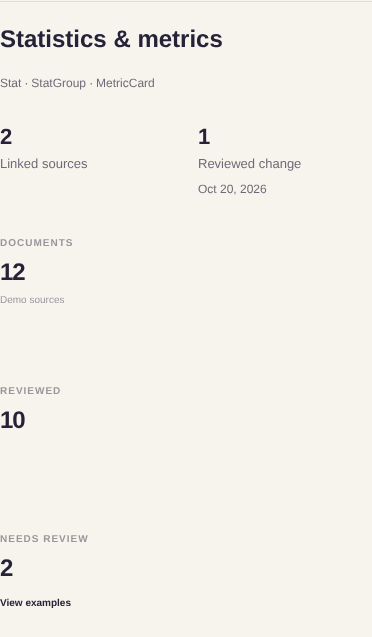 Statistics & metrics
Stat · StatGroup · MetricCard
2
Linked sources
1
Reviewed change
Oct 20, 2026
DOCUMENTS
12
Demo sources
REVIEWED
10
NEEDS REVIEW
2
View examples